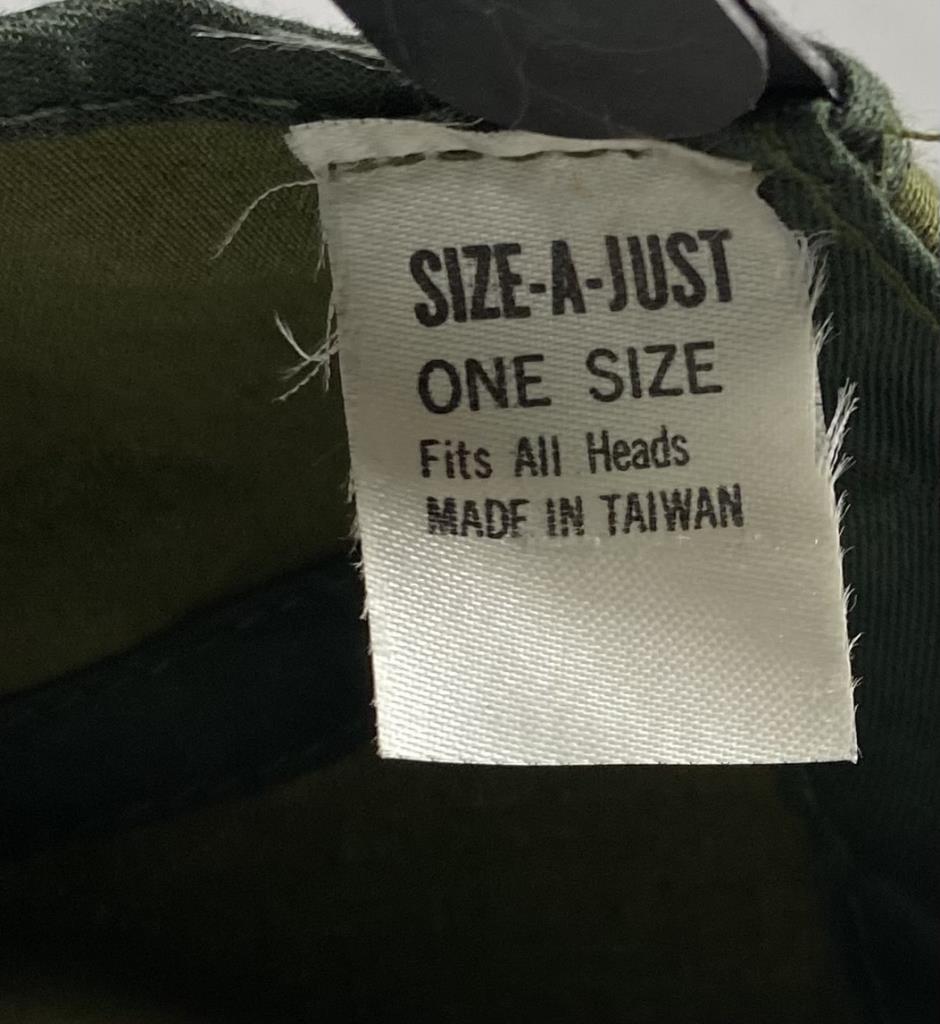 SIZE-A-JUST
ONE SIZE
Fits All Heads
MADE IN TAIWAN